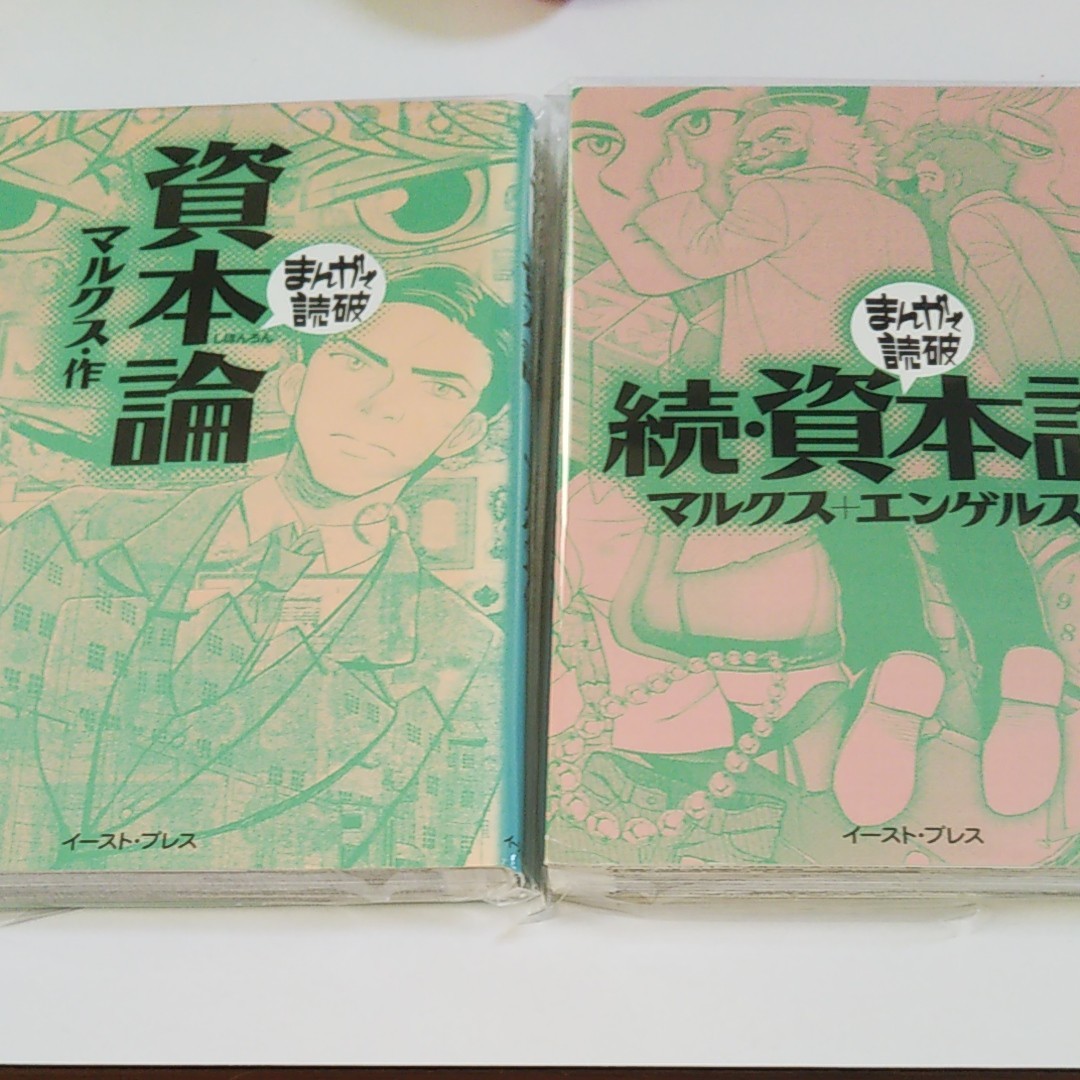 資本論
しほんろん
マルクス・作
まんがで
読破
イースト・プレス
イ
まんがで
読破
続・資本論
マルクス+エンゲルス
198
イースト・プレス